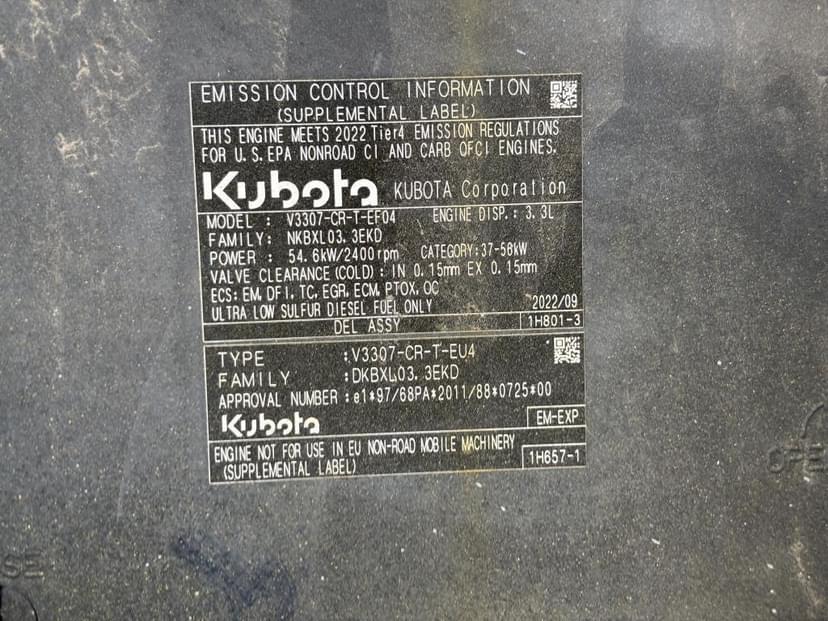 EMISSION CONTROL INFORMATION
(SUPPLEMENTAL LABEL)
THIS ENGINE MEETS 2022 Tier4 EMISSION REGULATIONS
FOR U.S.EPA NONROAD CI AND CARB OFCI ENGINES.
Kubota KUBOTA Corporation
MODEL : V3307-CR-T-EF04 ENGINE DISP.: 3.3L
FAMILY: NKBXL03.3EKD
POWER : 54.6kW/2400rpm CATEGORY:37-56kW
VALVE CLEARANCE(COLD): IN 0.15mm EX 0.15mm
ECS: EM, DFI, TC, EGR, ECM, PTOX, OC
ULTRA LOW SULFUR DIESEL FUEL ONLY 2022/09
DEL ASSY 1H801-3
TYPE :V3307-CR-T-EU4
FAMILY :DKBXL03.3EKD
APPROVAL NUMBER :e1*97/68PA*2011/88*0725*00
Kubota EM-EXP
ENGINE NOT FOR USE IN EU NON-ROAD MOBILE MACHINERY
(SUPPLEMENTAL LABEL) 1H657-1